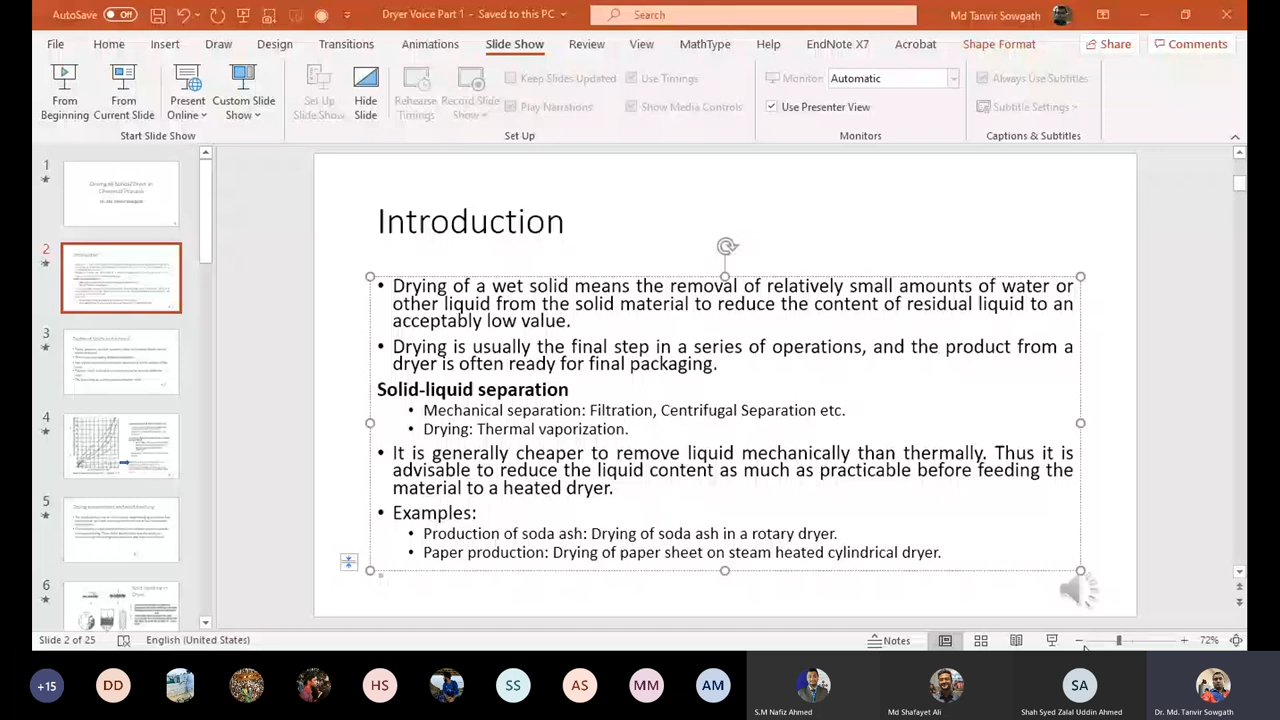 AutoSave Off Dryer Voice Part 1 - Saved to this PC Search Md Tanvir Sowgath
File Home Insert Draw Design Transitions Animations Slide Show Review View MathType Help EndNote X7 Acrobat Shape Format Share Comments
From Beginning
From Current Slide
Present Online
Custom Slide Show
Set Up Slide Show
Hide Slide
Rehearse Timings
Record Slide Show
Keep Slides Updated
Play Narrations
Use Timings
Show Media Controls
Monitor: Automatic
Use Presenter View
Always Use Subtitles
Subtitle Settings
Start Slide Show Set Up Monitors Captions & Subtitles
1
2
3
4
5
6
Introduction
• Drying of a wet solid means the removal of relatively small amounts of water or
other liquid from the solid material to reduce the content of residual liquid to an
acceptably low value.
• Drying is usually the final step in a series of operations, and the product from a
dryer is often ready for final packaging.
Solid-liquid separation
• Mechanical separation: Filtration, Centrifugal Separation etc.
• Drying: Thermal vaporization.
• It is generally cheaper to remove liquid mechanically than thermally. Thus it is
advisable to reduce the liquid content as much as practicable before feeding the
material to a heated dryer.
• Examples:
• Production of soda ash: Drying of soda ash in a rotary dryer.
• Paper production: Drying of paper sheet on steam heated cylindrical dryer.
Slide 2 of 25 English (United States) Notes 72%
+15 DD HS SS AS MM AM SA
S.M Nafiz Ahmed Md Shafayet Ali Shah Syed Zalal Uddin Ahmed Dr. Md. Tanvir Sowgath